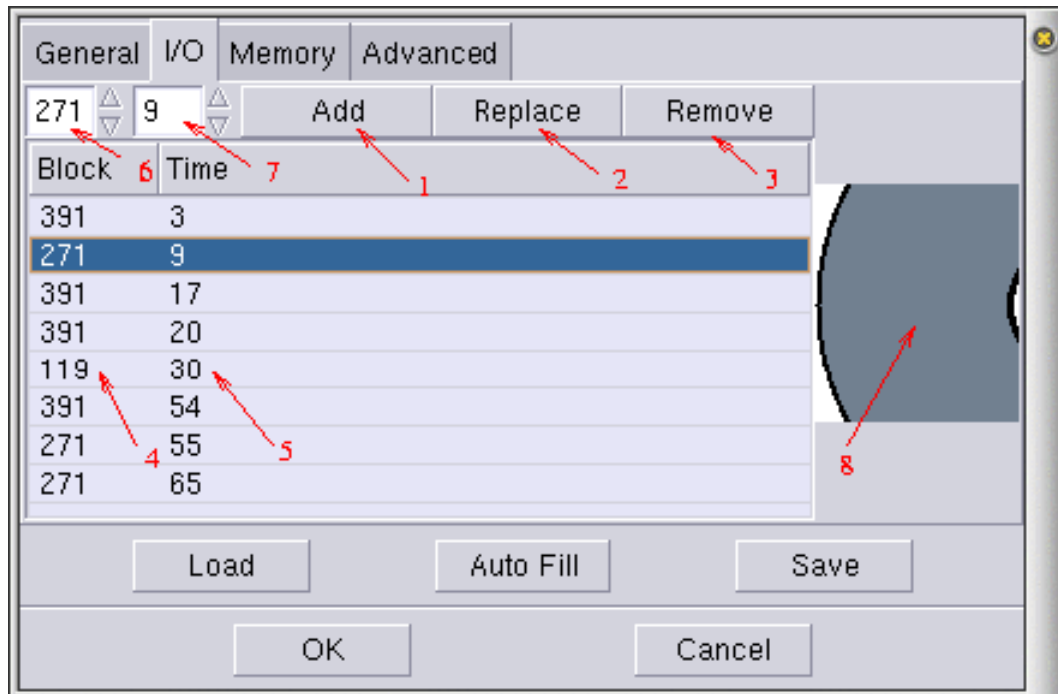 General I/O Memory Advanced
271 9 Add Replace Remove
6 7 1 2 3
Block Time
391 3
271 9
391 17
391 20
119 30
391 54
271 55
271 65
4 5 8
Load Auto Fill Save
OK Cancel